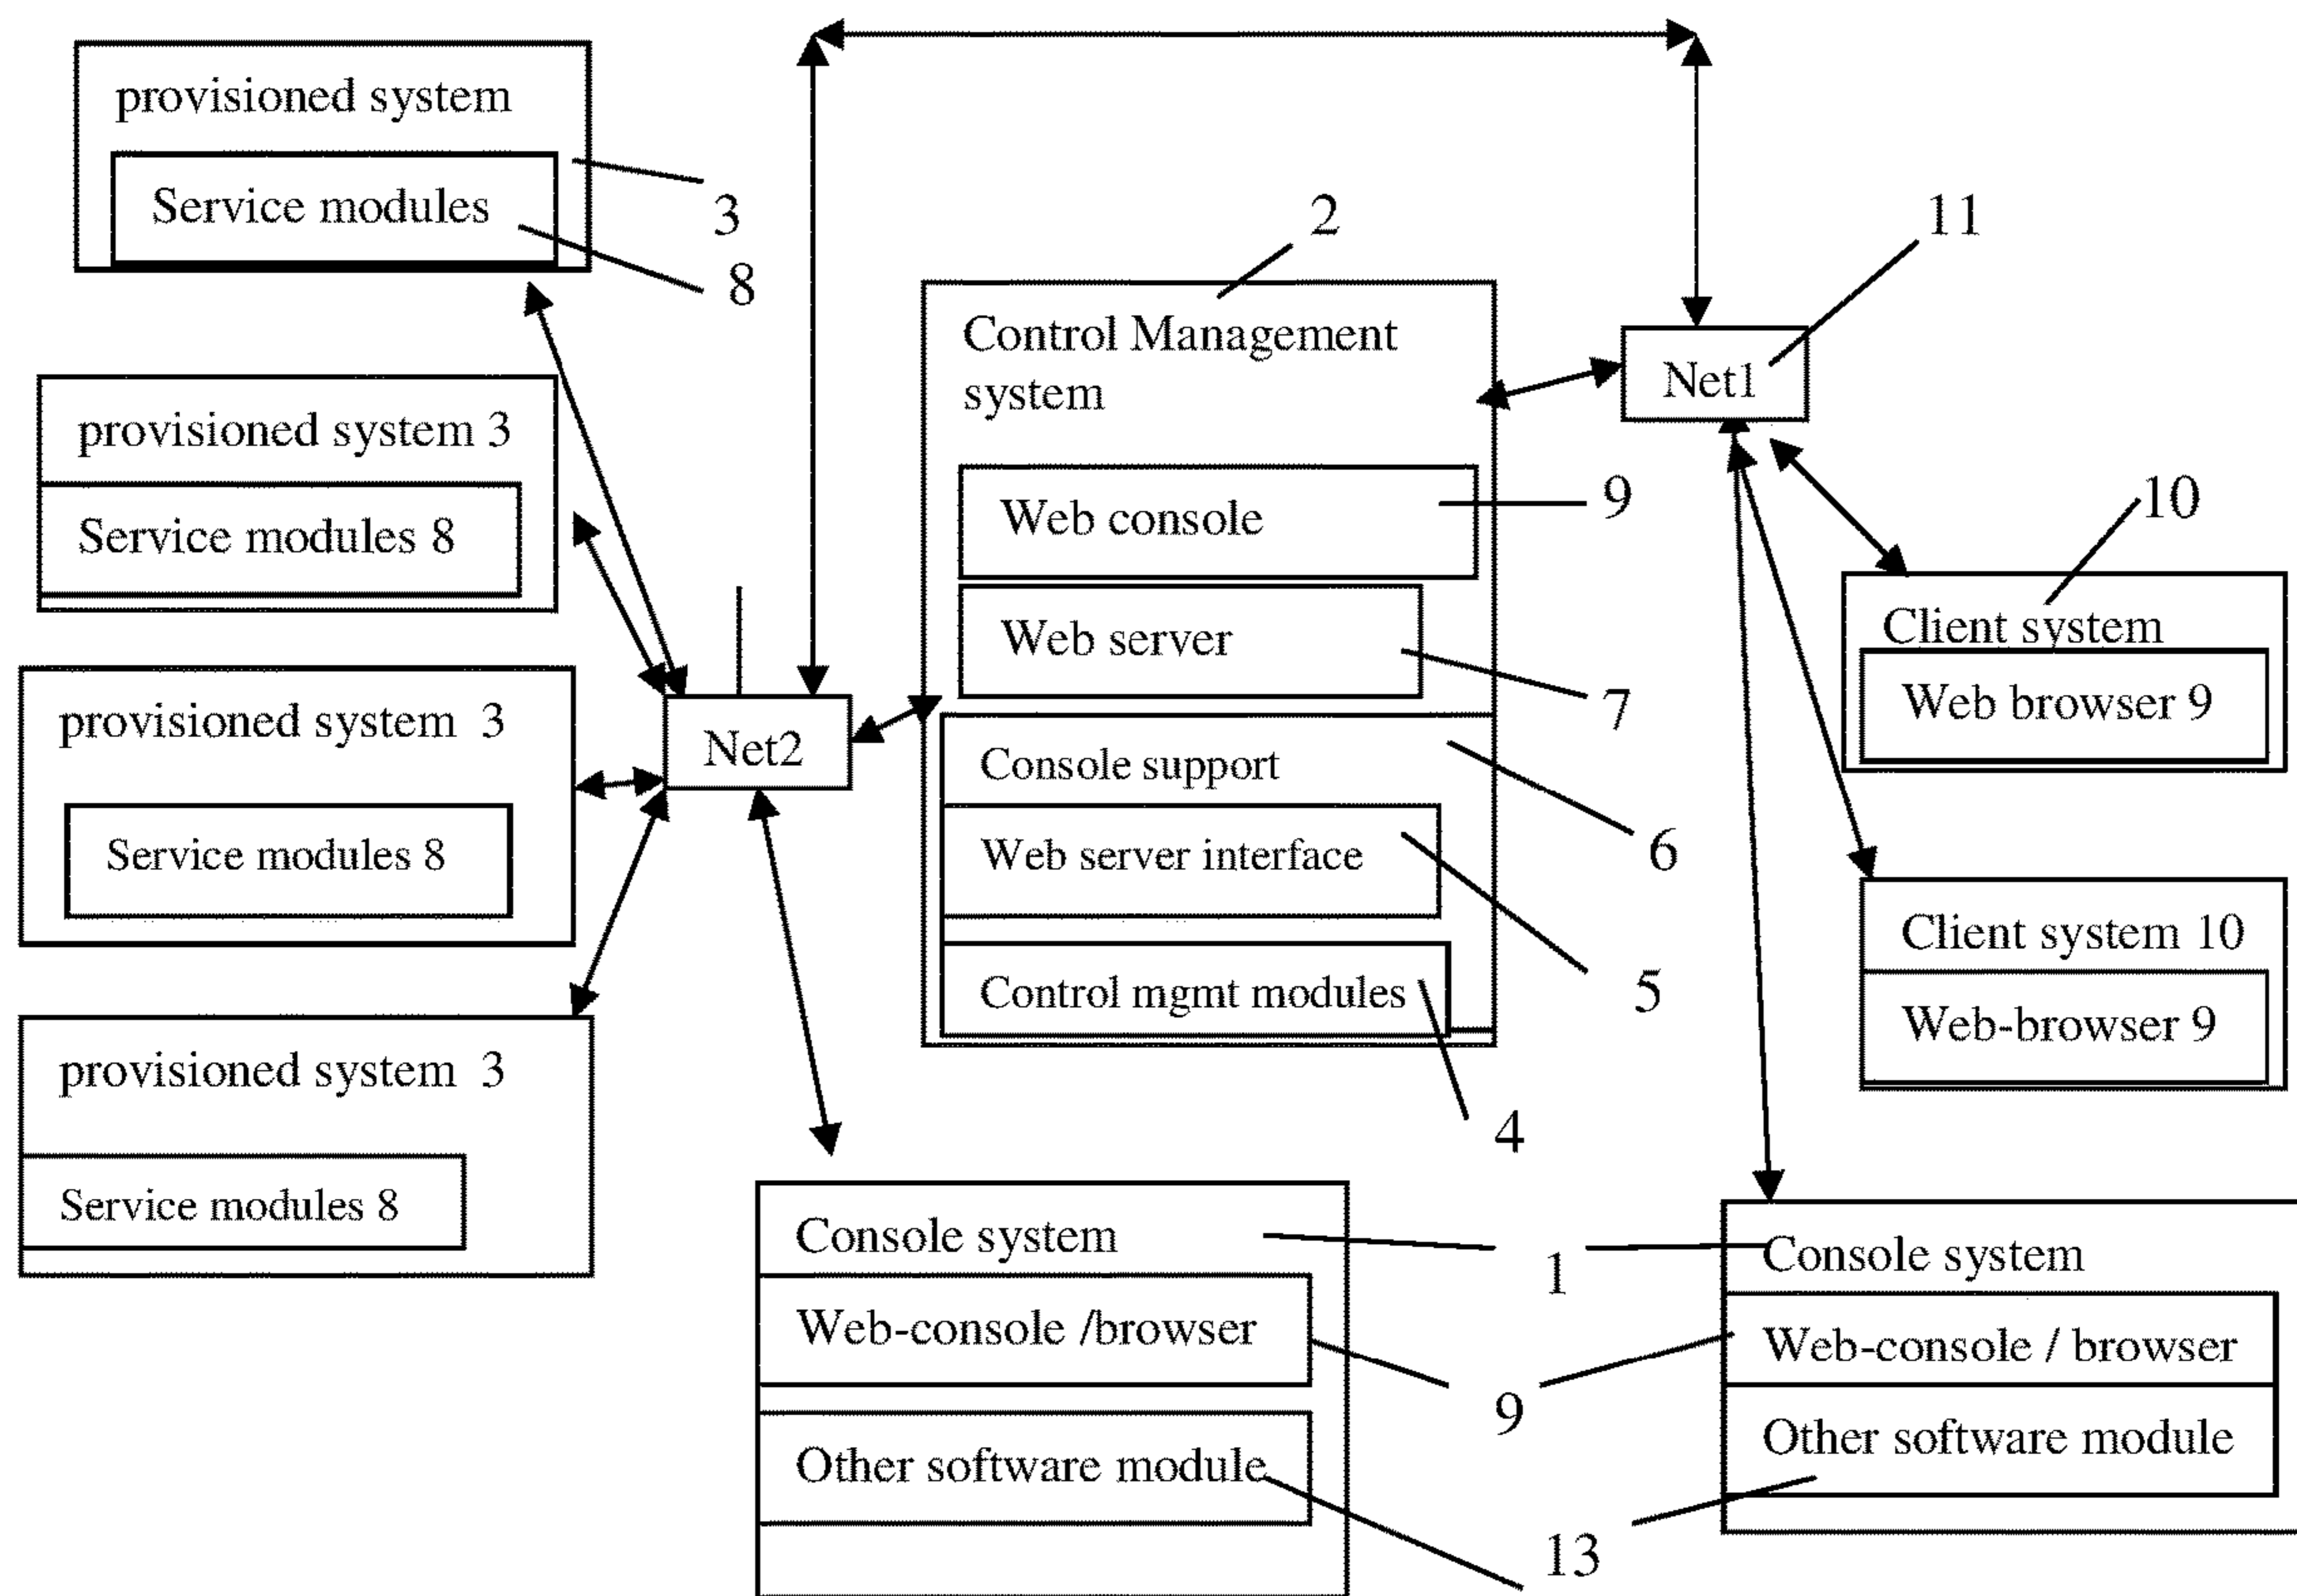 provisioned system
Service modules
3
8
provisioned system 3
Service modules 8
provisioned system 3
Service modules 8
provisioned system 3
Service modules 8
Net2
2
Control Management
system
Web console
9
Web server
7
Console support
6
Web server interface
5
Control mgmt modules
4
11
Net1
10
Client system
Web browser 9
Client system 10
Web-browser 9
Console system
1
Web-console /browser
9
Other software module
13
Console system
Web-console / browser
Other software module